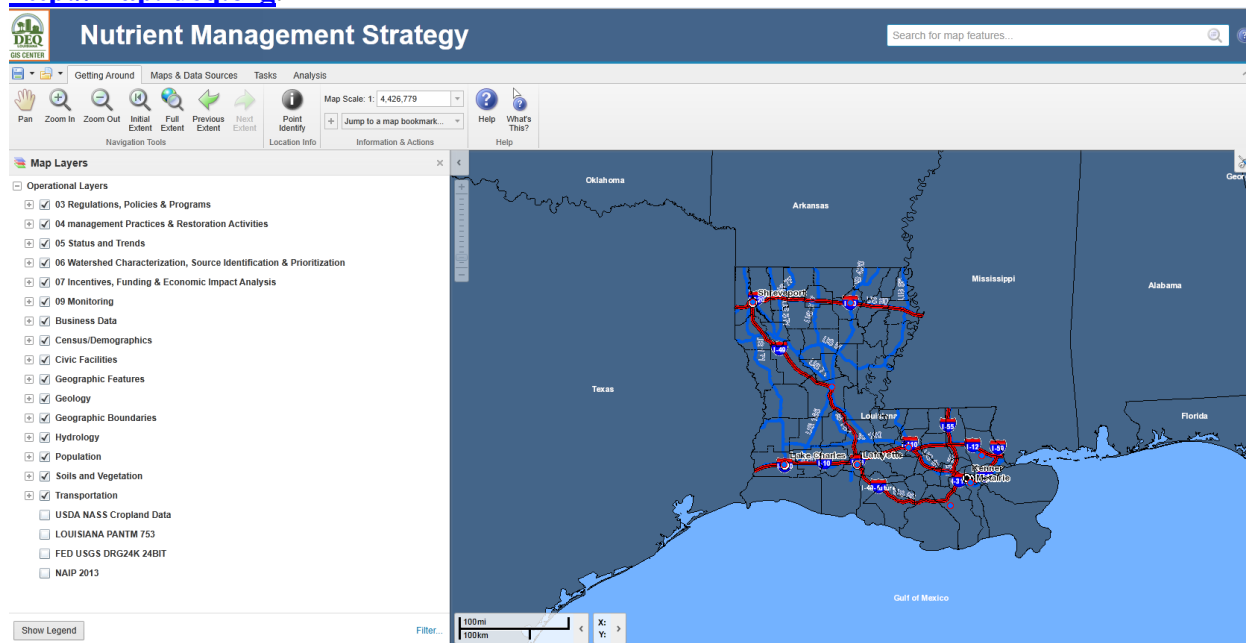 DEQ
LOUISIANA
GIS CENTER
Nutrient Management Strategy
Search for map features...
Getting Around Maps & Data Sources Tasks Analysis
Pan Zoom In Zoom Out Initial Extent Full Extent Previous Extent Next Extent
Navigation Tools
Point Identify
Location Info
Map Scale: 1: 4,426,779
Jump to a map bookmark...
Information & Actions
Help What's This?
Help
Map Layers
Operational Layers
03 Regulations, Policies & Programs
04 management Practices & Restoration Activities
05 Status and Trends
06 Watershed Characterization, Source Identification & Prioritization
07 Incentives, Funding & Economic Impact Analysis
09 Monitoring
Business Data
Census/Demographics
Civic Facilities
Geographic Features
Geology
Geographic Boundaries
Hydrology
Population
Soils and Vegetation
Transportation
USDA NASS Cropland Data
LOUISIANA PANTM 753
FED USGS DRG24K 24BIT
NAIP 2013
Show Legend
Filter...
Oklahoma
Arkansas
Mississippi
Alabama
Texas
Louisiana
Florida
Shreveport
I-49
I-55
I-12
I-59
I-10
Lake Charles
Lafayette
Kenner
Metairie
Gulf of Mexico
100mi
100km
X:
Y: